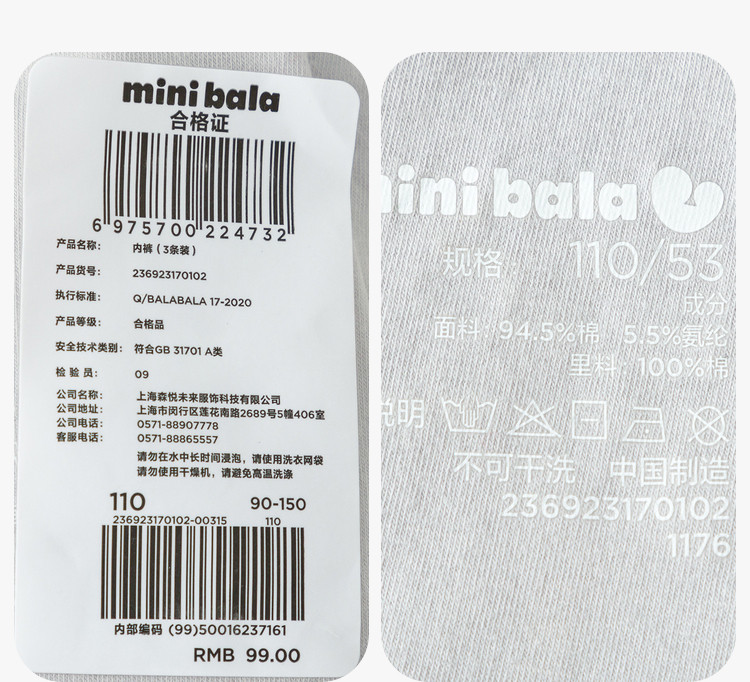 mini bala
合格证
6 975700 224732
产品名称： 内裤（3条装）
产品货号： 236923170102
执行标准： Q/BALABALA 17-2020
产品等级： 合格品
安全技术类别： 符合GB 31701 A类
检 验 员： 09
公司名称： 上海森悦未来服饰科技有限公司
公司地址： 上海市闵行区莲花南路2689号5幢406室
公司电话： 0571-88907778
客服电话： 0571-88865557
请勿在水中长时间浸泡，请使用洗衣网袋
请勿使用干燥机，请避免高温洗涤
110 90-150
236923170102-00315 110
内部编码 (99)50016237161
RMB 99.00
mini bala
规格 110/53
成分
面料：94.5%棉 5.5%氨纶
里料：100%棉
说明
不可干洗 中国制造
236923170102
1176